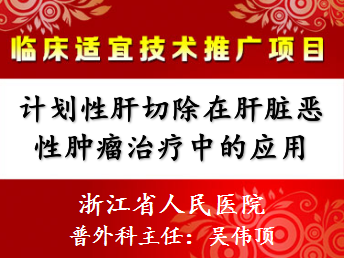 临床适宜技术推广项目
计划性肝切除在肝脏恶
性肿瘤治疗中的应用
浙江省人民医院
普外科主任：吴伟顶